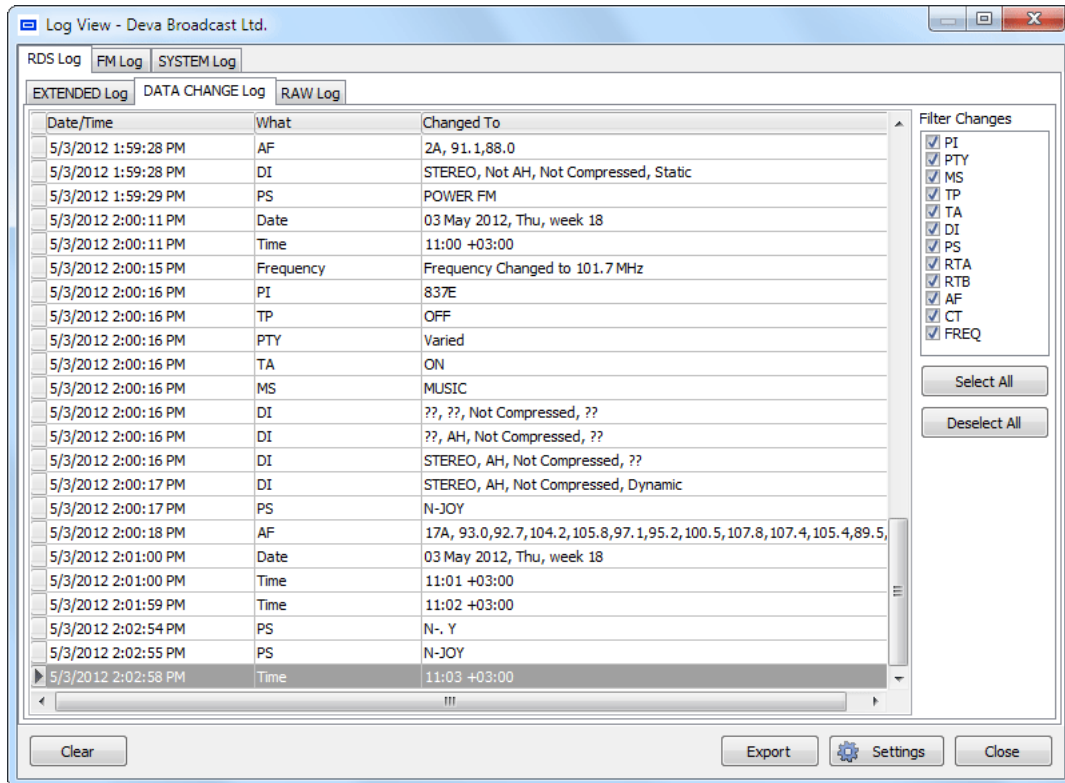 Log View - Deva Broadcast Ltd.
RDS Log FM Log SYSTEM Log
EXTENDED Log DATA CHANGE Log RAW Log
Date/Time What Changed To
5/3/2012 1:59:28 PM AF 2A, 91.1,88.0
5/3/2012 1:59:28 PM DI STEREO, Not AH, Not Compressed, Static
5/3/2012 1:59:29 PM PS POWER FM
5/3/2012 2:00:11 PM Date 03 May 2012, Thu, week 18
5/3/2012 2:00:11 PM Time 11:00 +03:00
5/3/2012 2:00:15 PM Frequency Frequency Changed to 101.7 MHz
5/3/2012 2:00:16 PM PI 837E
5/3/2012 2:00:16 PM TP OFF
5/3/2012 2:00:16 PM PTY Varied
5/3/2012 2:00:16 PM TA ON
5/3/2012 2:00:16 PM MS MUSIC
5/3/2012 2:00:16 PM DI ??, ??, Not Compressed, ??
5/3/2012 2:00:16 PM DI ??, AH, Not Compressed, ??
5/3/2012 2:00:16 PM DI STEREO, AH, Not Compressed, ??
5/3/2012 2:00:17 PM DI STEREO, AH, Not Compressed, Dynamic
5/3/2012 2:00:17 PM PS N-JOY
5/3/2012 2:00:18 PM AF 17A, 93.0,92.7,104.2,105.8,97.1,95.2,100.5,107.8,107.4,105.4,89.5,
5/3/2012 2:01:00 PM Date 03 May 2012, Thu, week 18
5/3/2012 2:01:00 PM Time 11:01 +03:00
5/3/2012 2:01:59 PM Time 11:02 +03:00
5/3/2012 2:02:54 PM PS N-. Y
5/3/2012 2:02:55 PM PS N-JOY
5/3/2012 2:02:58 PM Time 11:03 +03:00
Filter Changes
PI
PTY
MS
TP
TA
DI
PS
RTA
RTB
AF
CT
FREQ
Select All
Deselect All
Clear Export Settings Close